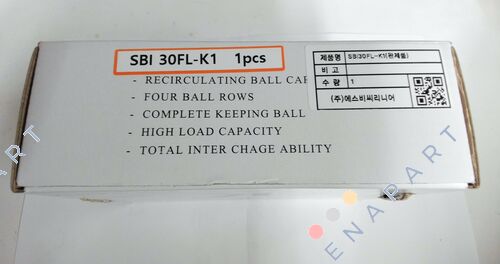 SBI 30FL-K1 1pcs
- RECIRCULATING BALL CAR
- FOUR BALL ROWS
- COMPLETE KEEPING BALL
- HIGH LOAD CAPACITY
- TOTAL INTER CHAGE ABILITY
제품명 SBI30FL-K1(완제품)
비 고
수 량 1
(주)에스비씨리니어
ENAPART
ENAPART